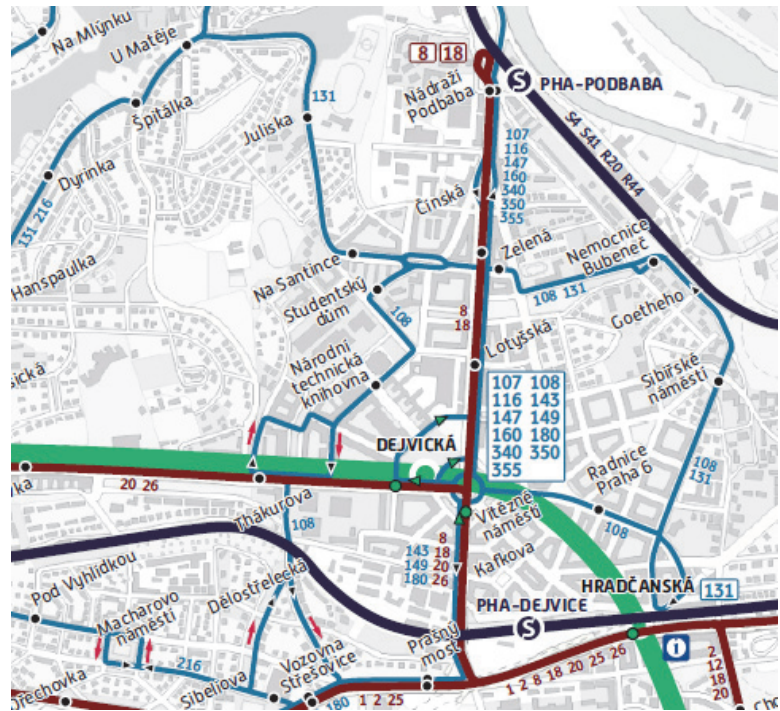 Na Mlýnku
U Matěje
8 18
Nádraží
Podbaba
S
PHA-PODBABA
131
Špitálka
Juliska
S4 S41 R20 R44
107
116
147
160
340
350
355
Dyrinka
Čínská
131 216
Zelená
Nemocnice
Bubeneč
Hanspaulka
Na Santince
108 131
Goetheho
Studentský
dům
108
8
18
Lotyšská
Národní
technická
knihovna
Sibiřské
náměstí
107 108
116 143
147 149
160 180
340 350
355
DEJVICKÁ
Radnice
Praha 6
108
131
20 26
Thákurova
Vítězné
náměstí
108
108
8
18
20
26
143
149
180
Kafkova
Pod Vyhlídkou
Dělostřelecká
HRADČANSKÁ
131
Macharovo
náměstí
PHA-DEJVICE
S
Prašný
most
i
216
Vozovna
Střešovice
Sibeliova
1 2 8 18 20 25 26
2
12
18
20
Ořechovka
180
1 2 25